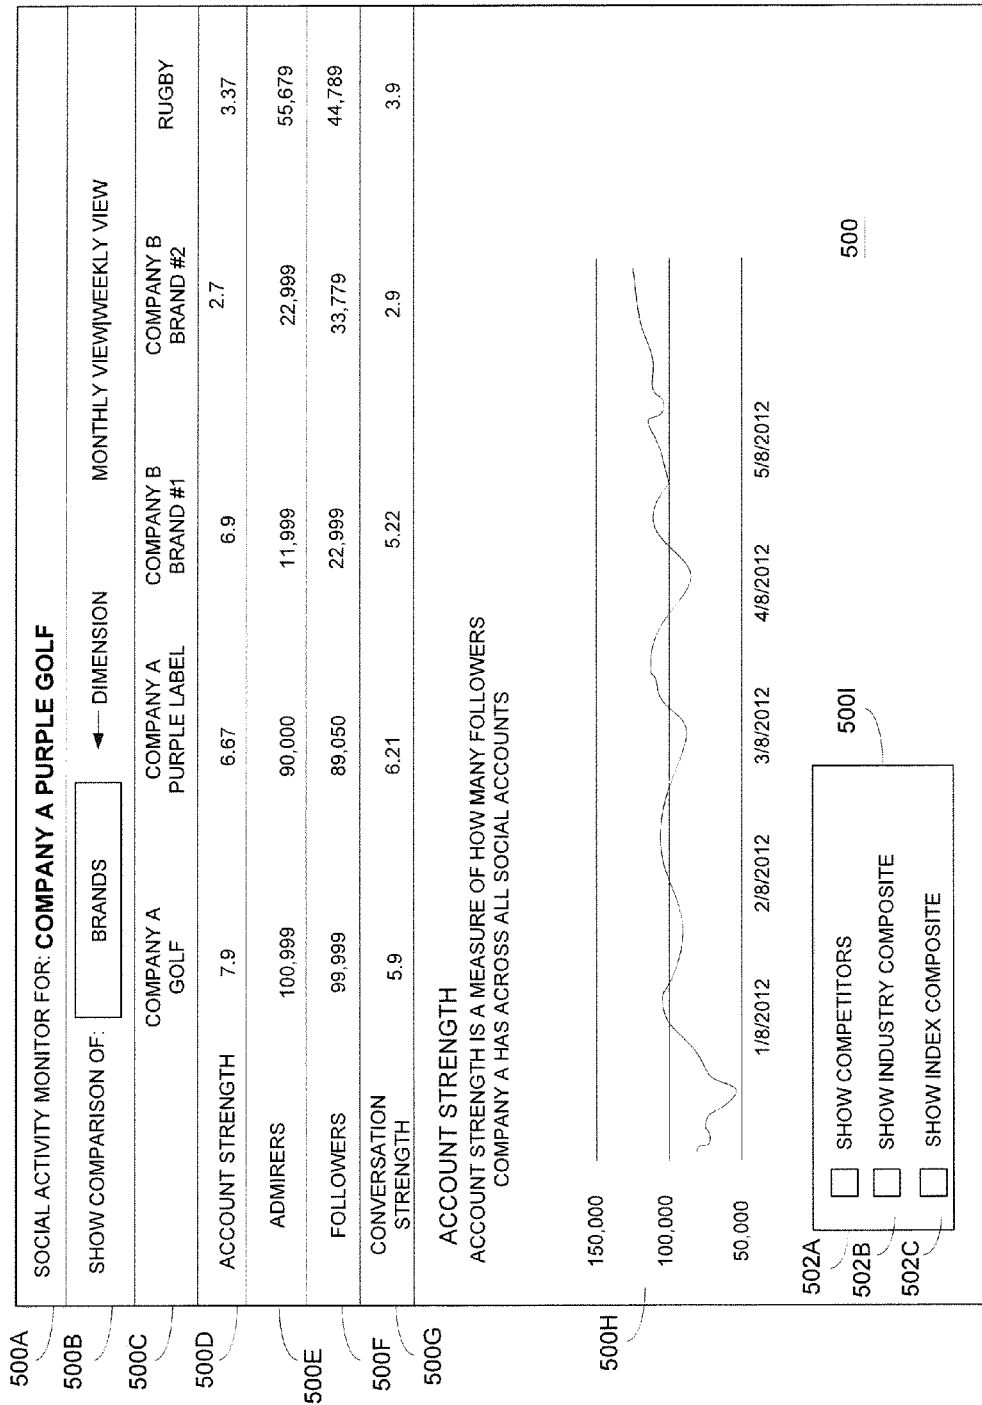 500A
SOCIAL ACTIVITY MONITOR FOR: COMPANY A PURPLE GOLF
500B
SHOW COMPARISON OF: BRANDS DIMENSION MONTHLY VIEW|WEEKLY VIEW
500C
COMPANY A GOLF
COMPANY A PURPLE LABEL
COMPANY B BRAND #1
COMPANY B BRAND #2
RUGBY
500D
ACCOUNT STRENGTH 7.9 6.67 6.9 2.7 3.37
500E
ADMIRERS 100,999 90,000 11,999 22,999 55,679
500F
FOLLOWERS 99,999 89,050 22,999 33,779 44,789
500G
CONVERSATION STRENGTH 5.9 6.21 5.22 2.9 3.9
ACCOUNT STRENGTH
ACCOUNT STRENGTH IS A MEASURE OF HOW MANY FOLLOWERS
COMPANY A HAS ACROSS ALL SOCIAL ACCOUNTS
500H
150,000
100,000
50,000
1/8/2012 2/8/2012 3/8/2012 4/8/2012 5/8/2012
500
500I
502A
SHOW COMPETITORS
502B
SHOW INDUSTRY COMPOSITE
502C
SHOW INDEX COMPOSITE